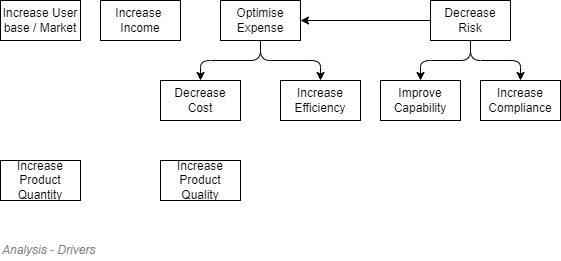 Increase User
base / Market
Increase
Income
Optimise
Expense
Decrease
Risk
Decrease
Cost
Increase
Efficiency
Improve
Capability
Increase
Compliance
Increase
Product
Quantity
Increase
Product
Quality
Analysis - Drivers